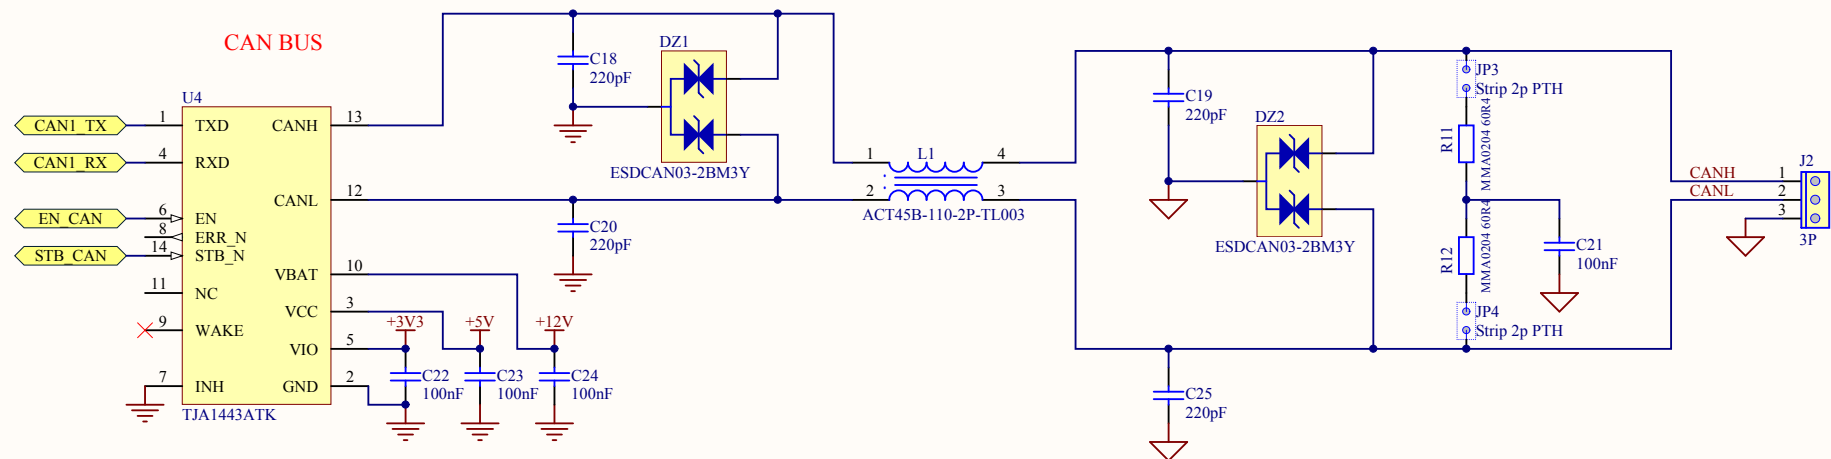 CAN BUS
U4
CAN1_TX
1
TXD
CANH
13
CAN1_RX
4
RXD
CANL
12
EN_CAN
6
EN
8
ERR_N
STB_CAN
14
STB_N
VBAT
10
11
NC
VCC
3
9
WAKE
VIO
5
7
INH
GND
2
TJA1443ATK
+3V3
+5V
+12V
C22
100nF
C23
100nF
C24
100nF
C18
220pF
C20
220pF
DZ1
ESDCAN03-2BM3Y
1
L1
4
2
3
ACT45B-110-2P-TL003
C19
220pF
DZ2
ESDCAN03-2BM3Y
C25
220pF
JP3
Strip 2p PTH
R11
MMA0204 60R4
R12
MMA0204 60R4
JP4
Strip 2p PTH
C21
100nF
CANH
CANL
J2
1
2
3
3P